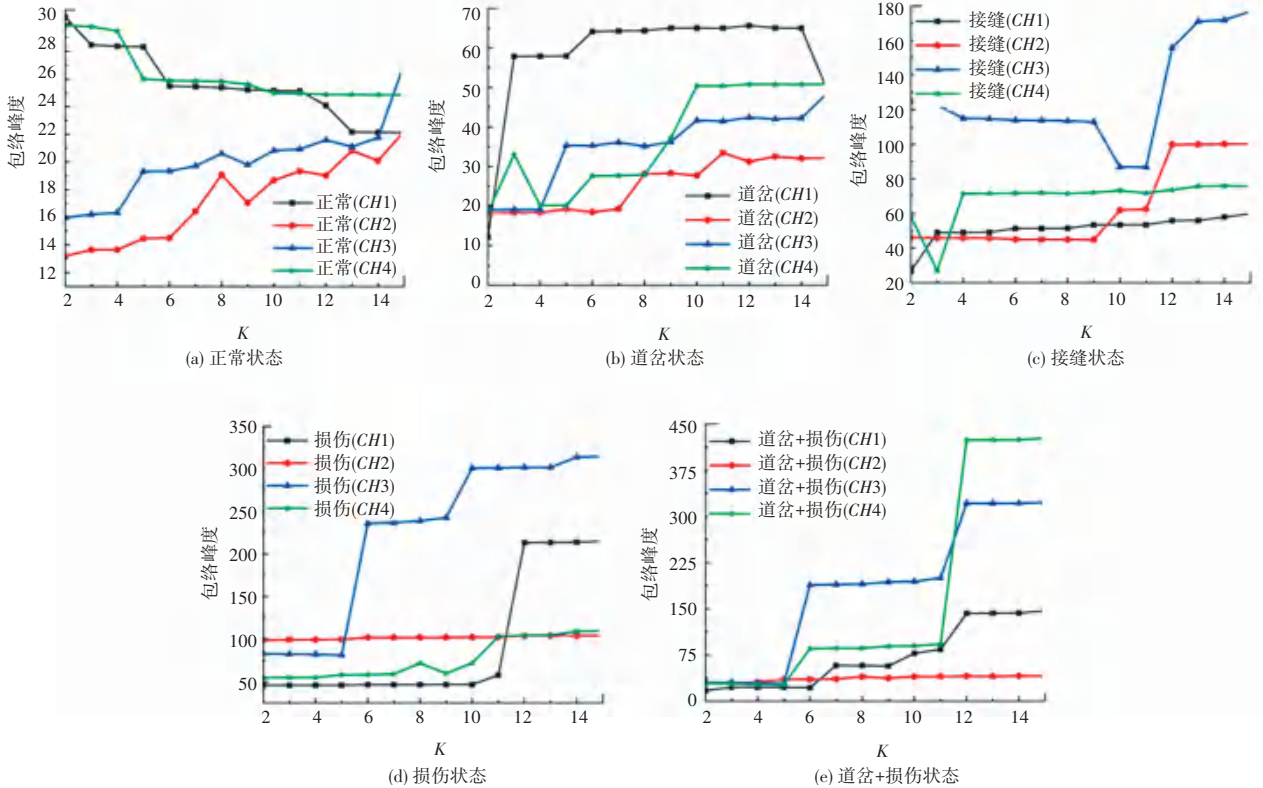 30
29
26
24
22
20
16
14
12
2 4 6 8 10 12 14
包络峰度
正常(CH1)
正常(CH2)
正常(CH3)
正常(CH4)
K
(a) 正常状态
70
60
50
40
30
20
10
0
2 4 6 8 10 12 14
包络峰度
道岔(CH1)
道岔(CH2)
道岔(CH3)
道岔(CH4)
K
(b) 道岔状态
180
160
140
120
100
80
60
40
20
2 4 6 8 10 12 14
包络峰度
接缝(CH1)
接缝(CH2)
接缝(CH3)
接缝(CH4)
K
(c) 接缝状态
350
300
250
200
150
100
50
2 4 6 8 10 12 14
包络峰度
损伤(CH1)
损伤(CH2)
损伤(CH3)
损伤(CH4)
K
(d) 损伤状态
450
375
300
225
150
75
0
2 4 6 8 10 12 14
包络峰度
道岔+损伤(CH1)
道岔+损伤(CH2)
道岔+损伤(CH3)
道岔+损伤(CH4)
K
(e) 道岔+损伤状态